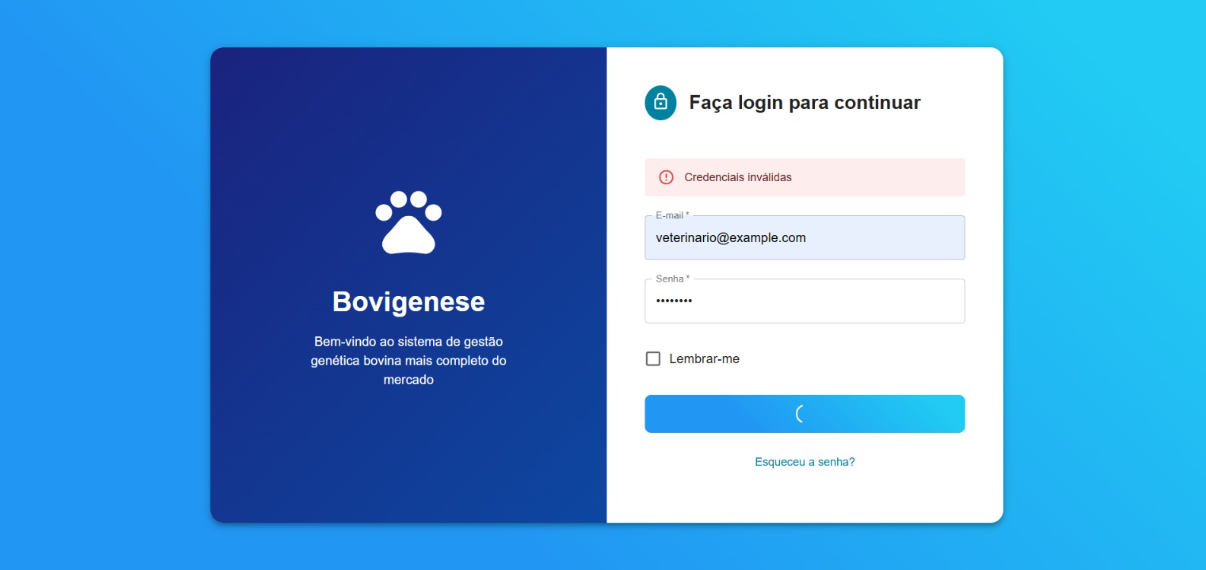 Bovigenese
Bem-vindo ao sistema de gestão
genética bovina mais completo do
mercado
Faça login para continuar
Credenciais inválidas
E-mail *
veterinario@example.com
Senha *
••••••••
Lembrar-me
Esqueceu a senha?